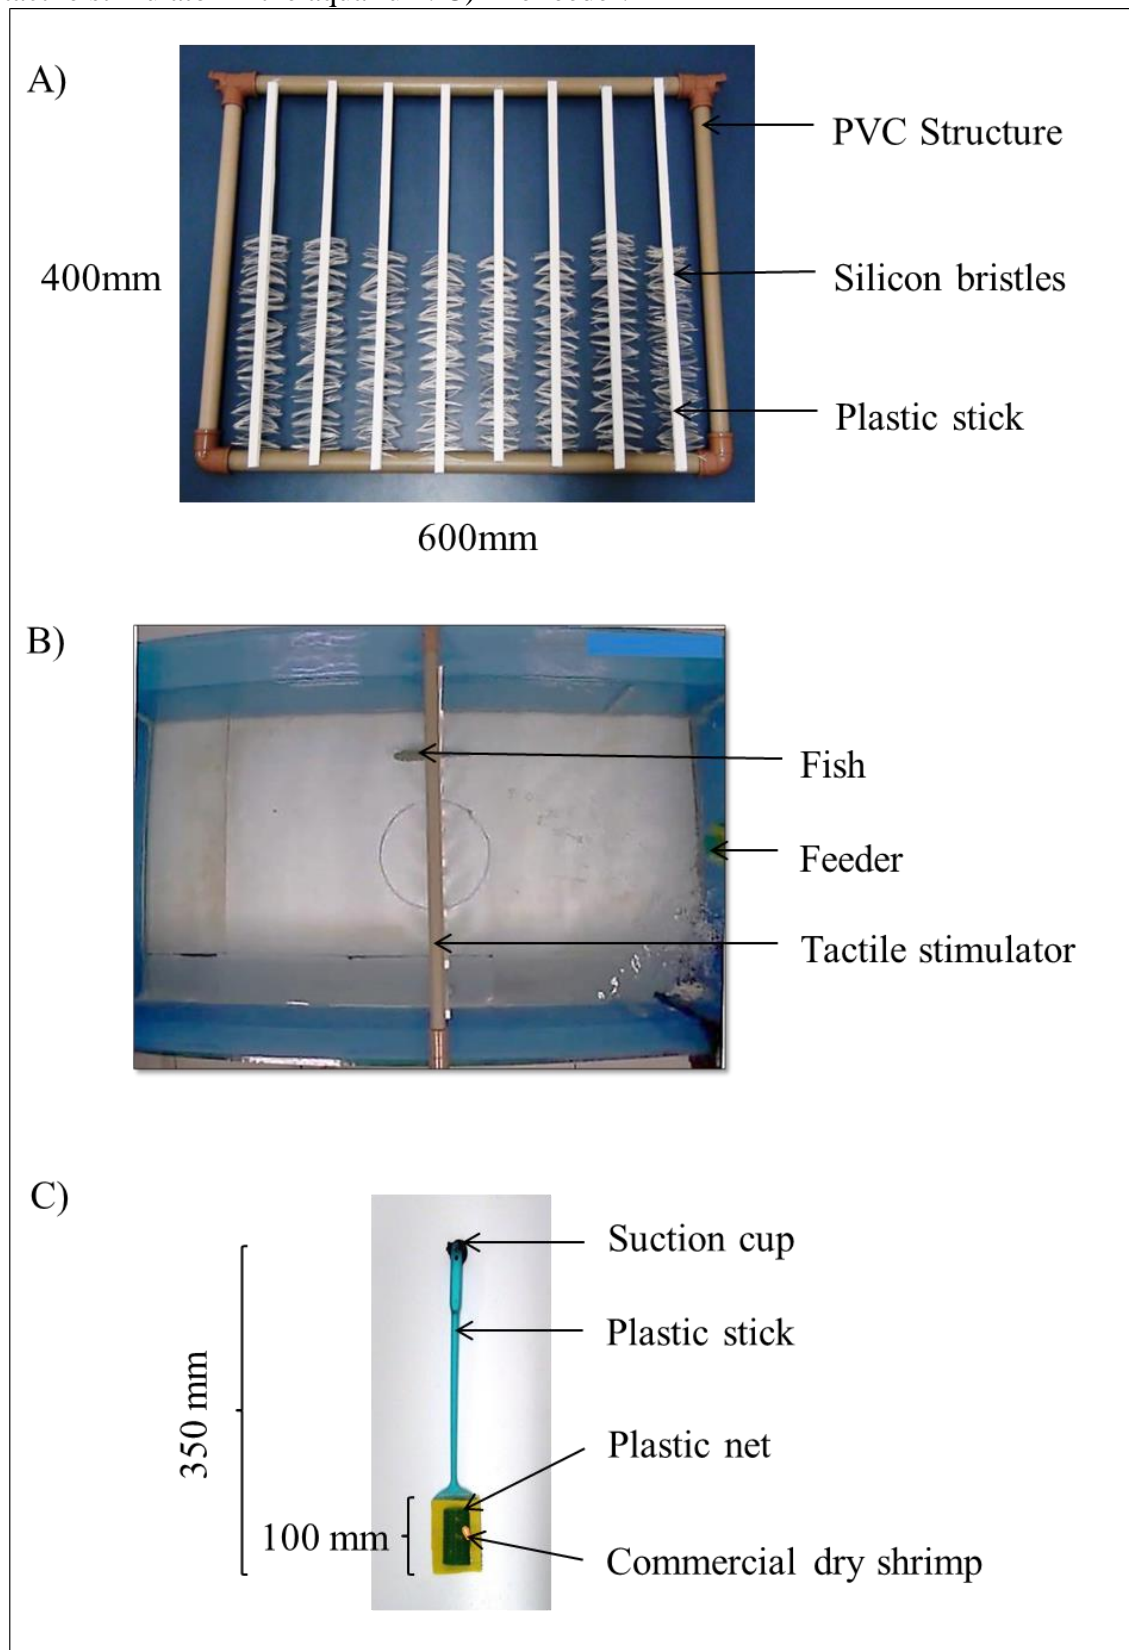 A)
PVC Structure
Silicon bristles
400mm
Plastic stick
600mm
B)
Fish
Feeder
Tactile stimulator
C)
Suction cup
Plastic stick
350 mm
Plastic net
100 mm
Commercial dry shrimp